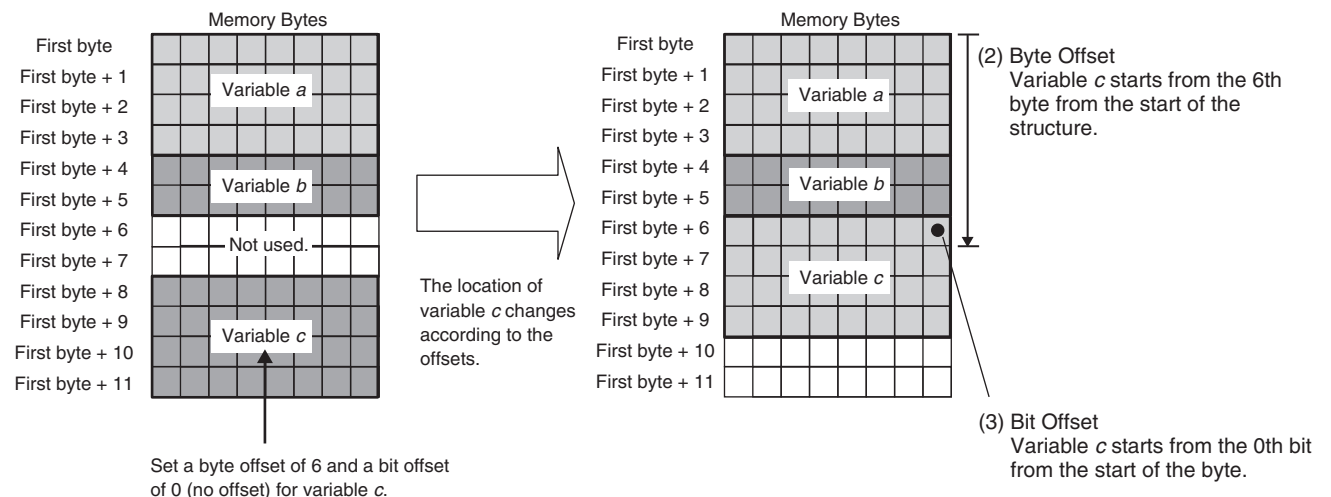 Memory Bytes
First byte
First byte + 1
First byte + 2
First byte + 3
First byte + 4
First byte + 5
First byte + 6
First byte + 7
First byte + 8
First byte + 9
First byte + 10
First byte + 11
Variable a
Variable b
Not used.
Variable c
Set a byte offset of 6 and a bit offset
of 0 (no offset) for variable c.
The location of
variable c changes
according to the
offsets.
Memory Bytes
First byte
First byte + 1
First byte + 2
First byte + 3
First byte + 4
First byte + 5
First byte + 6
First byte + 7
First byte + 8
First byte + 9
First byte + 10
First byte + 11
Variable a
Variable b
Variable c
(2) Byte Offset
Variable c starts from the 6th
byte from the start of the
structure.
(3) Bit Offset
Variable c starts from the 0th bit
from the start of the byte.